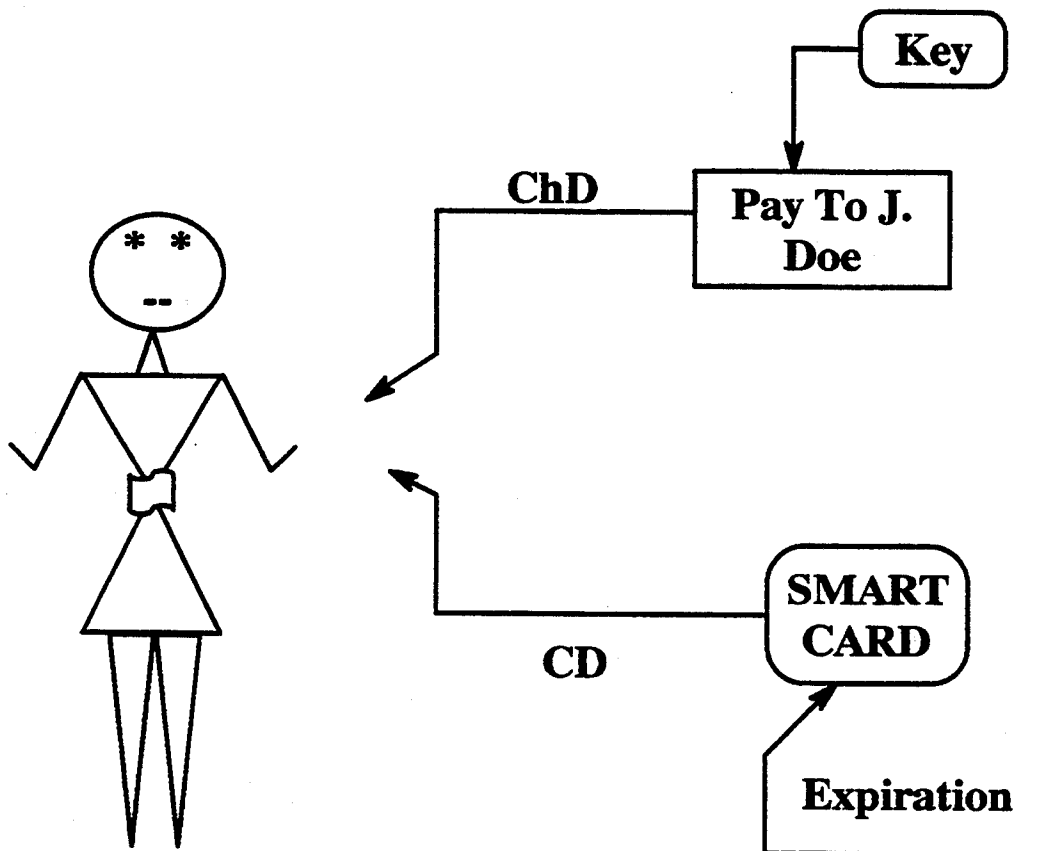 Key
ChD
Pay To J.
Doe
* *
--
SMART
CARD
CD
Expiration